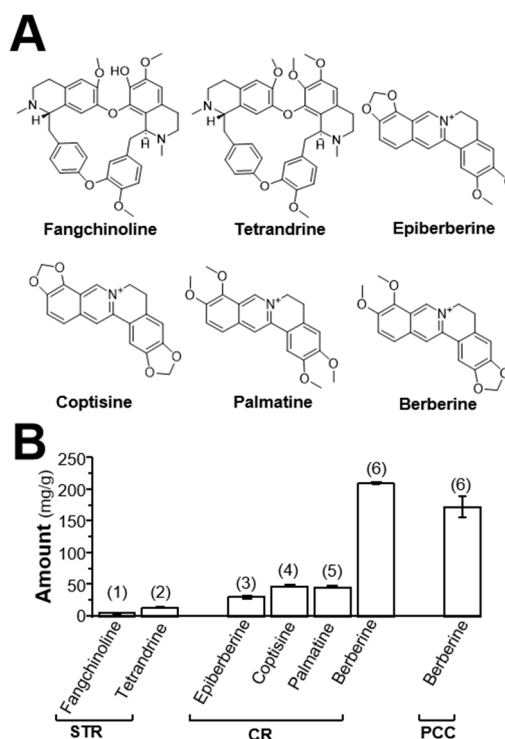 A
Fangchinoline
Tetrandrine
Epiberberine
Coptisine
Palmatine
Berberine
B
Amount (mg/g)
250
200
150
100
50
0
(1)
(2)
(3)
(4)
(5)
(6)
(6)
Fangchinoline
Tetrandrine
Epiberberine
Coptisine
Palmatine
Berberine
Berberine
STR
CR
PCC